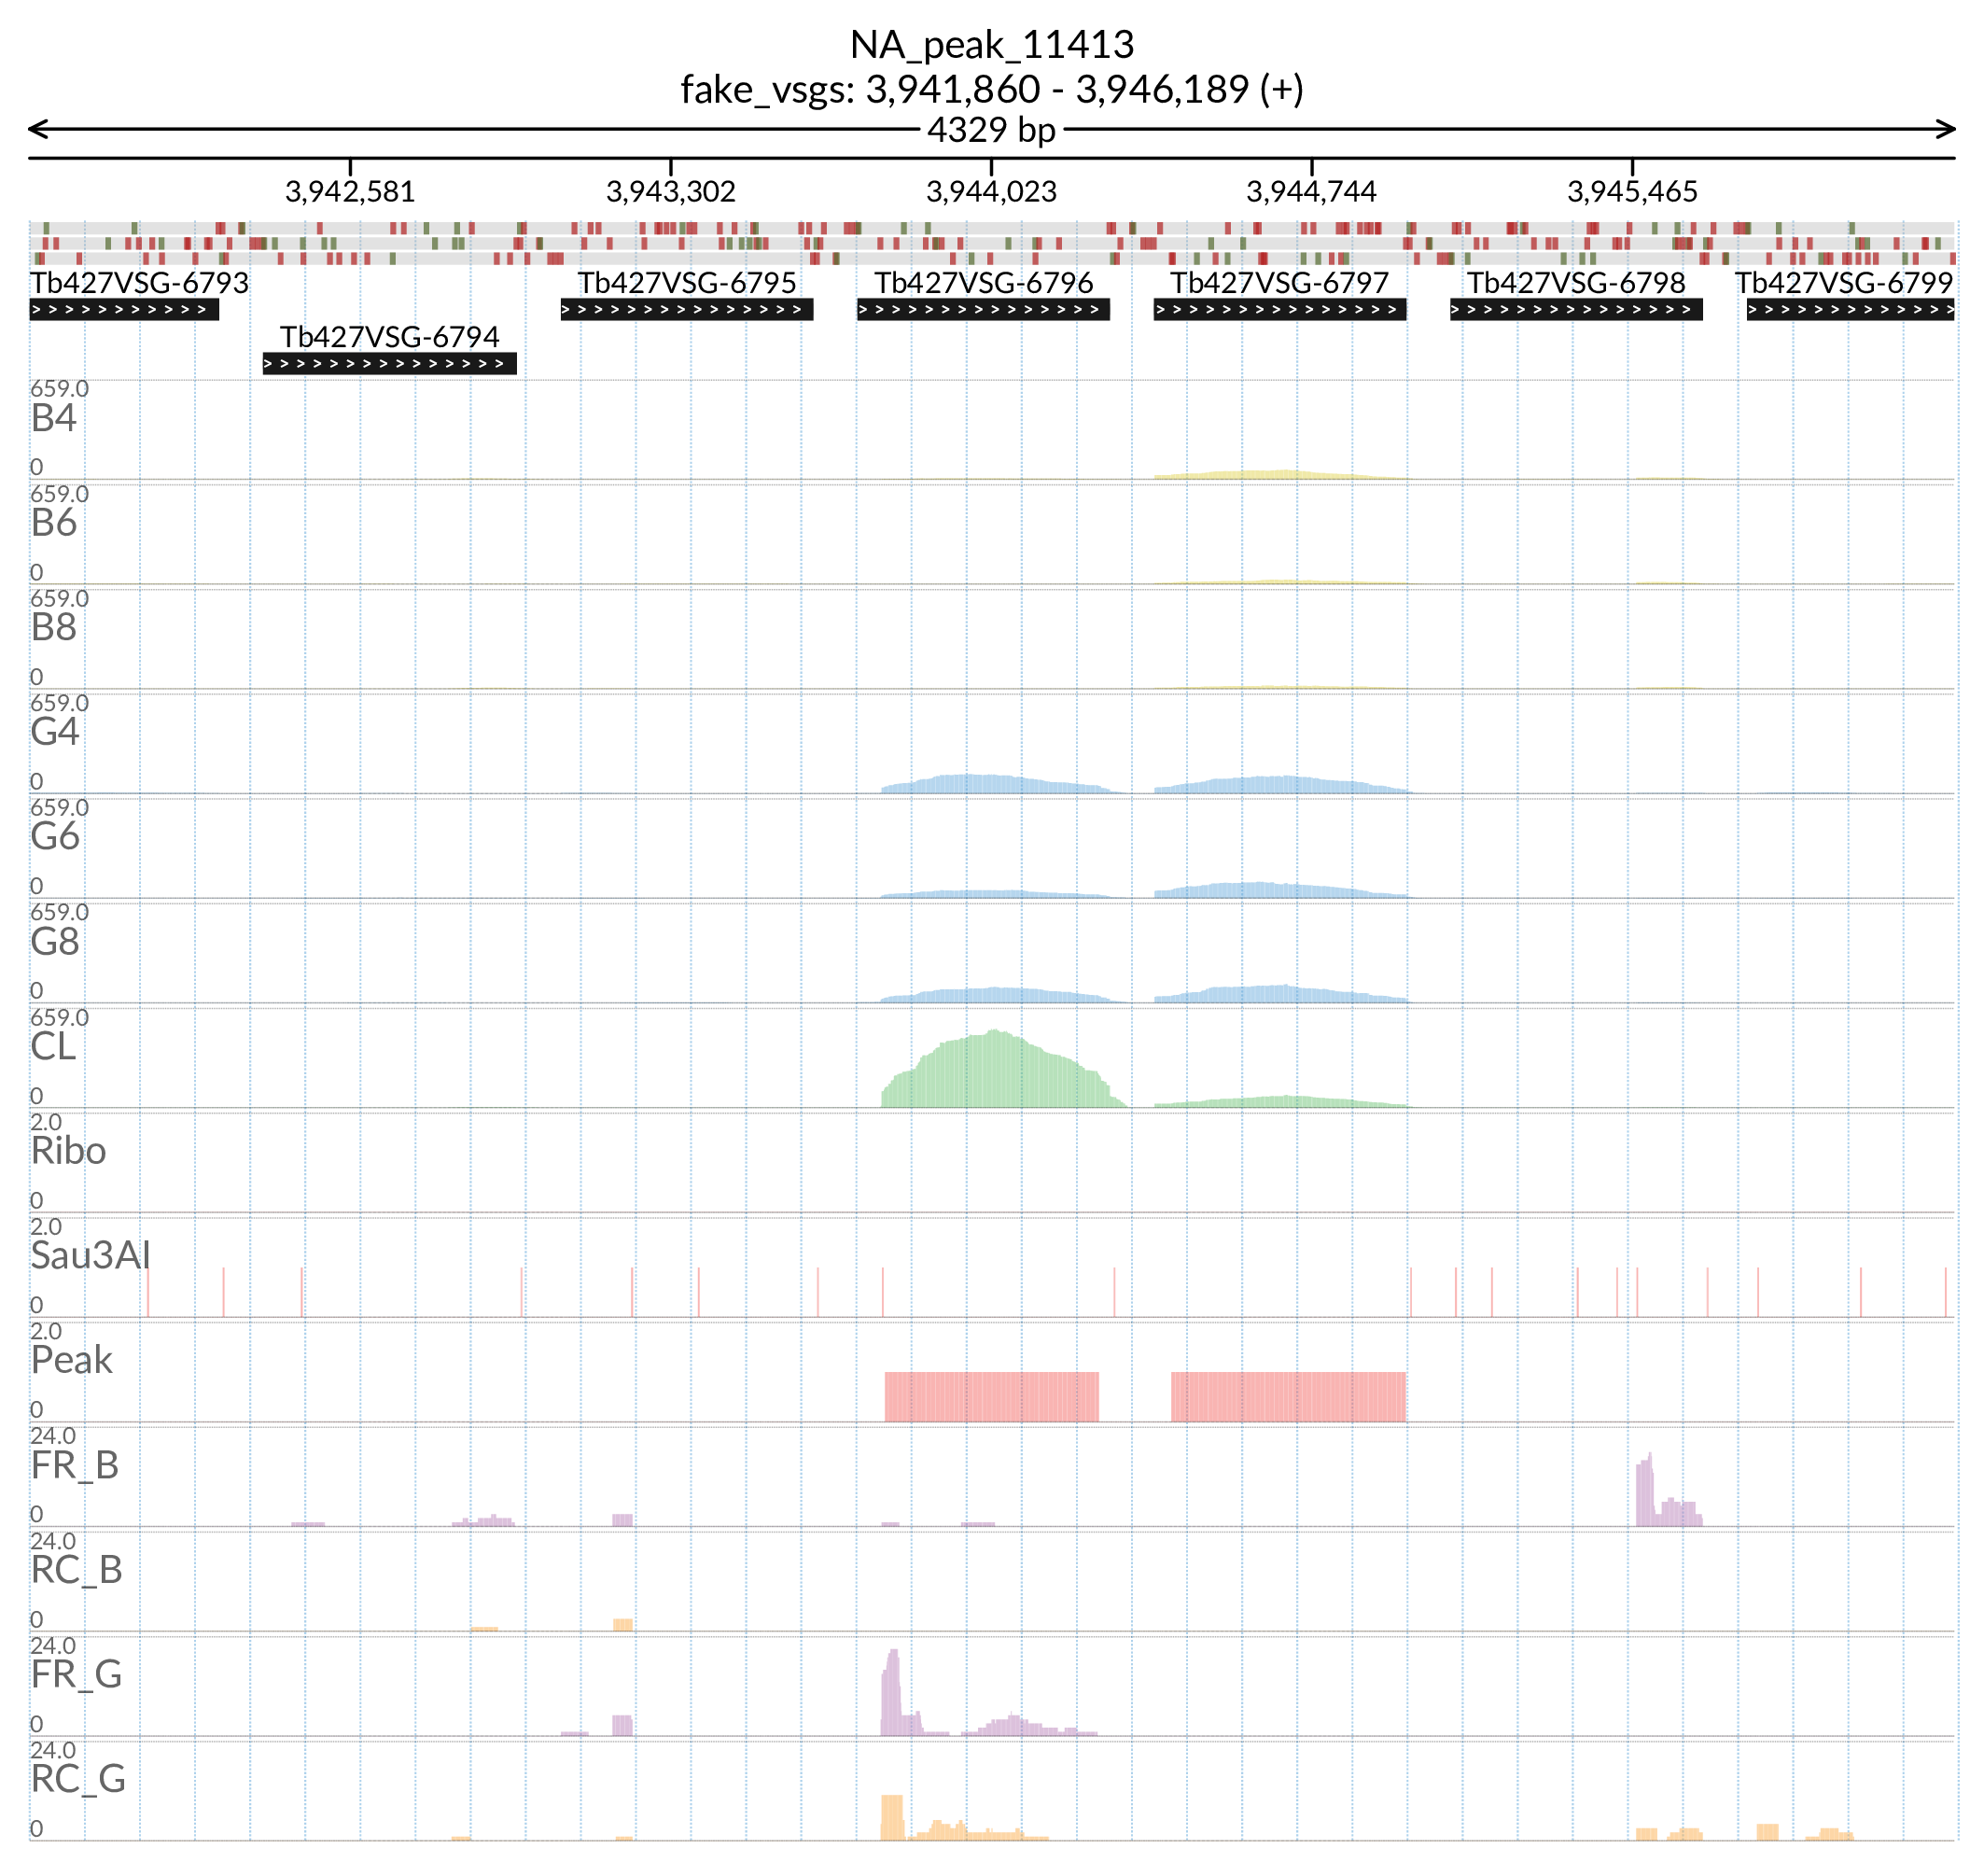 NA_peak_11413
fake_vsgs: 3,941,860 - 3,946,189 (+)
4329 bp
3,942,581 3,943,302 3,944,023 3,944,744 3,945,465
Tb427VSG-6793 Tb427VSG-6795 Tb427VSG-6796 Tb427VSG-6797 Tb427VSG-6798 Tb427VSG-6799
Tb427VSG-6794
659.0
B4
0
659.0
B6
0
659.0
B8
0
659.0
G4
0
659.0
G6
0
659.0
G8
0
659.0
CL
0
2.0
Ribo
0
2.0
Sau3AI
0
2.0
Peak
0
24.0
FR_B
0
24.0
RC_B
0
24.0
FR_G
0
24.0
RC_G
0